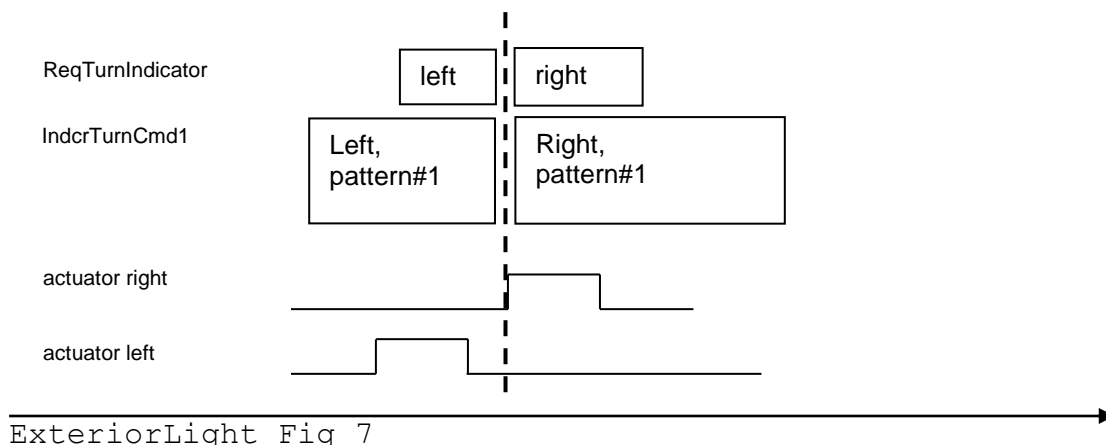 ReqTurnIndicator
left
right
IndcrTurnCmd1
Left,
pattern#1
Right,
pattern#1
actuator right
actuator left
ExteriorLight Fig 7